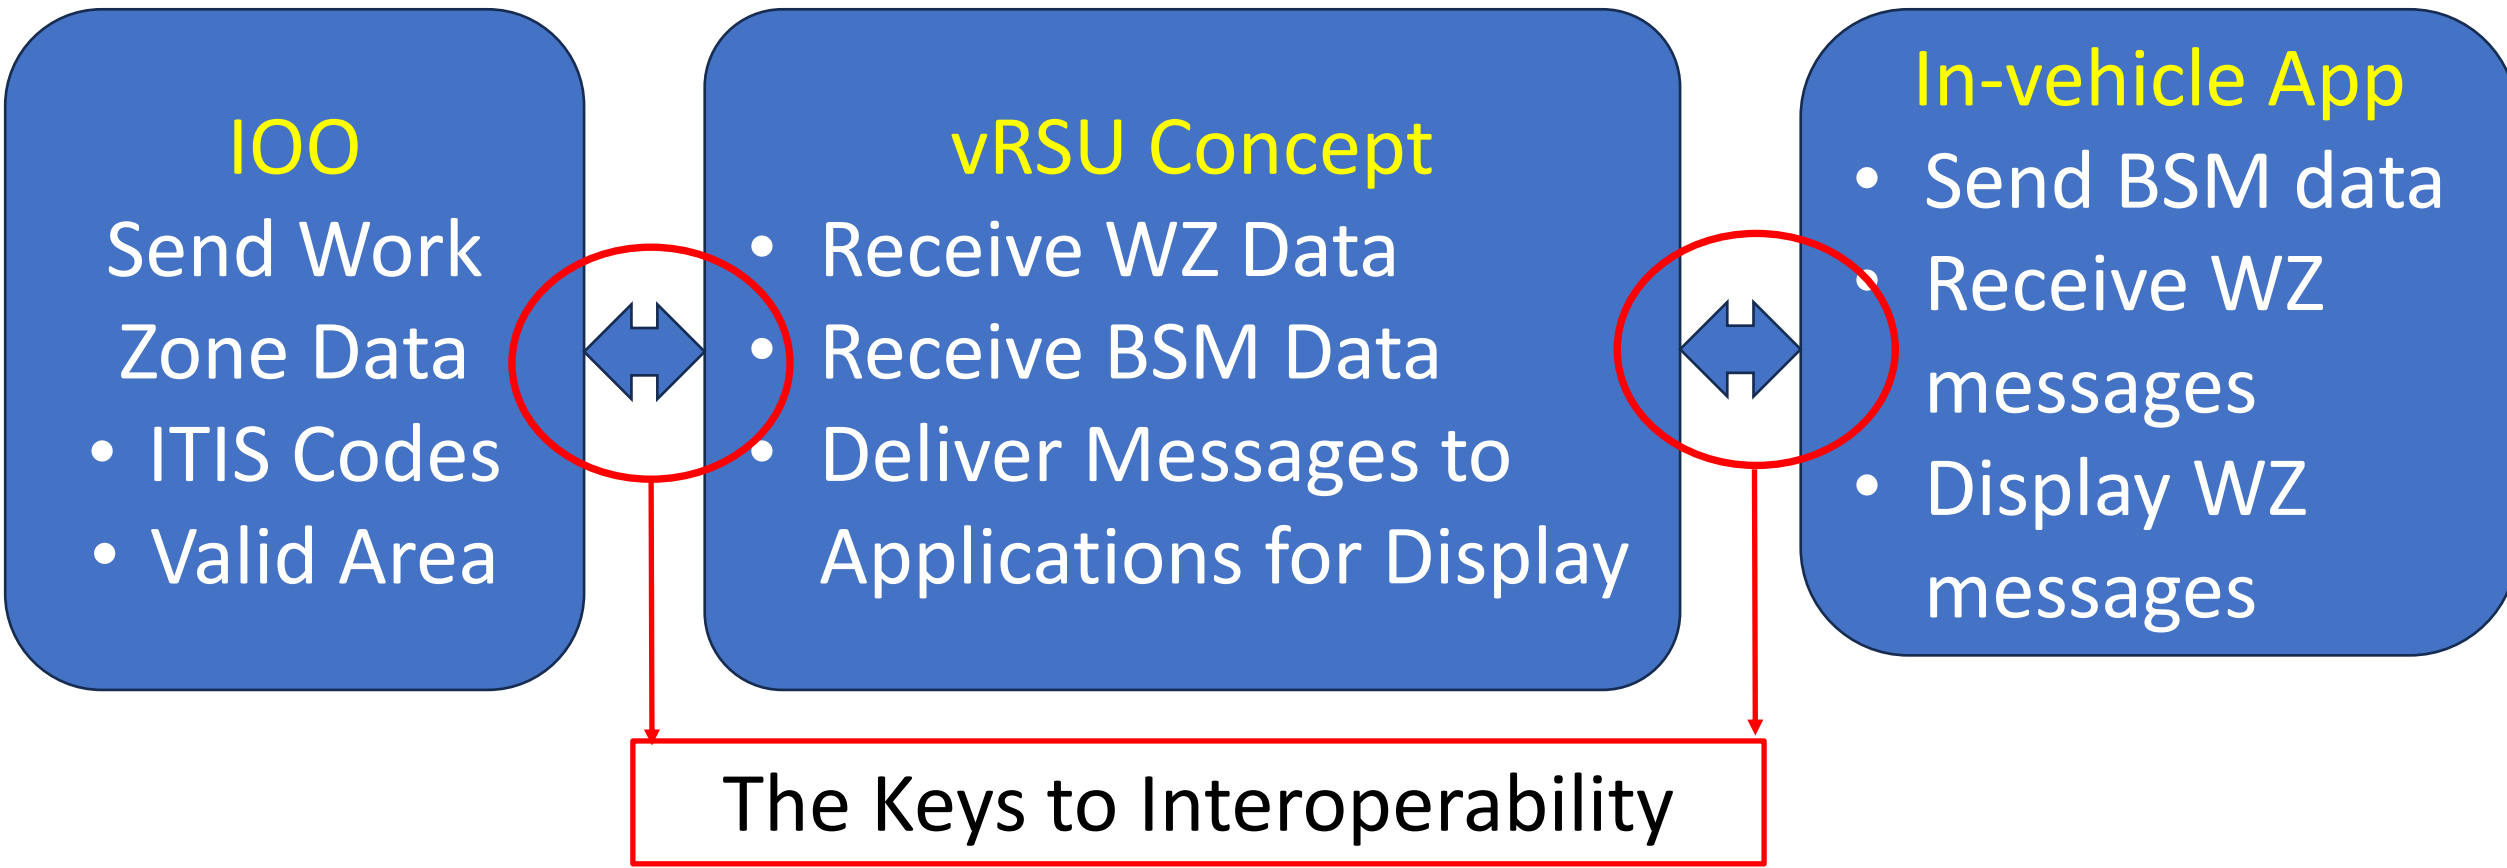 IOO
Send Work
Zone Data
• ITIS Codes
• Valid Area
vRSU Concept
• Receive WZ Data
• Receive BSM Data
• Deliver Messages to
Applications for Display
In-vehicle App
• Send BSM data
• Receive WZ
messages
• Display WZ
messages
The Keys to Interoperability